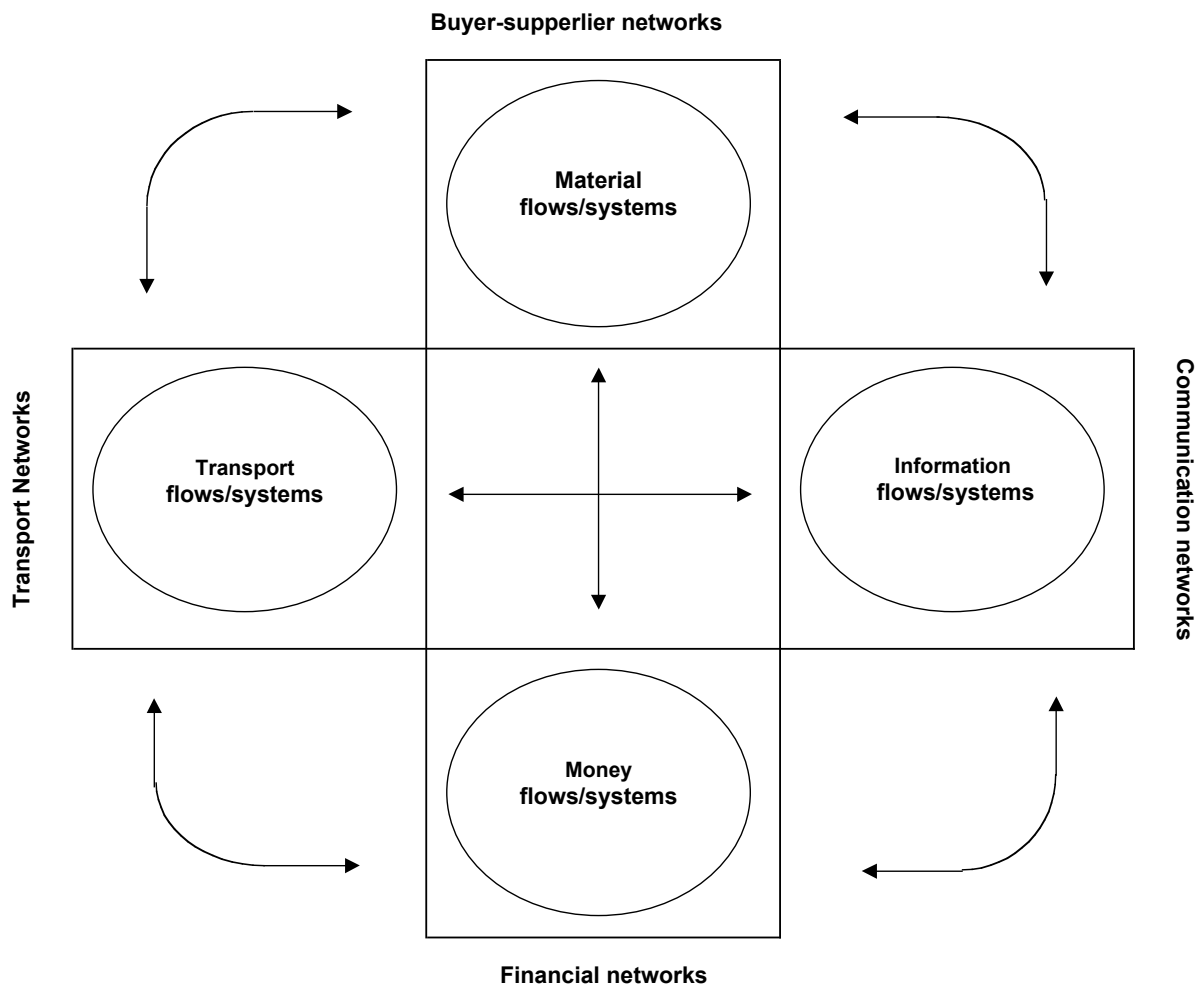 Buyer-supperlier networks
Material
flows/systems
Transport Networks
Transport
flows/systems
Information
flows/systems
Communication networks
Money
flows/systems
Financial networks